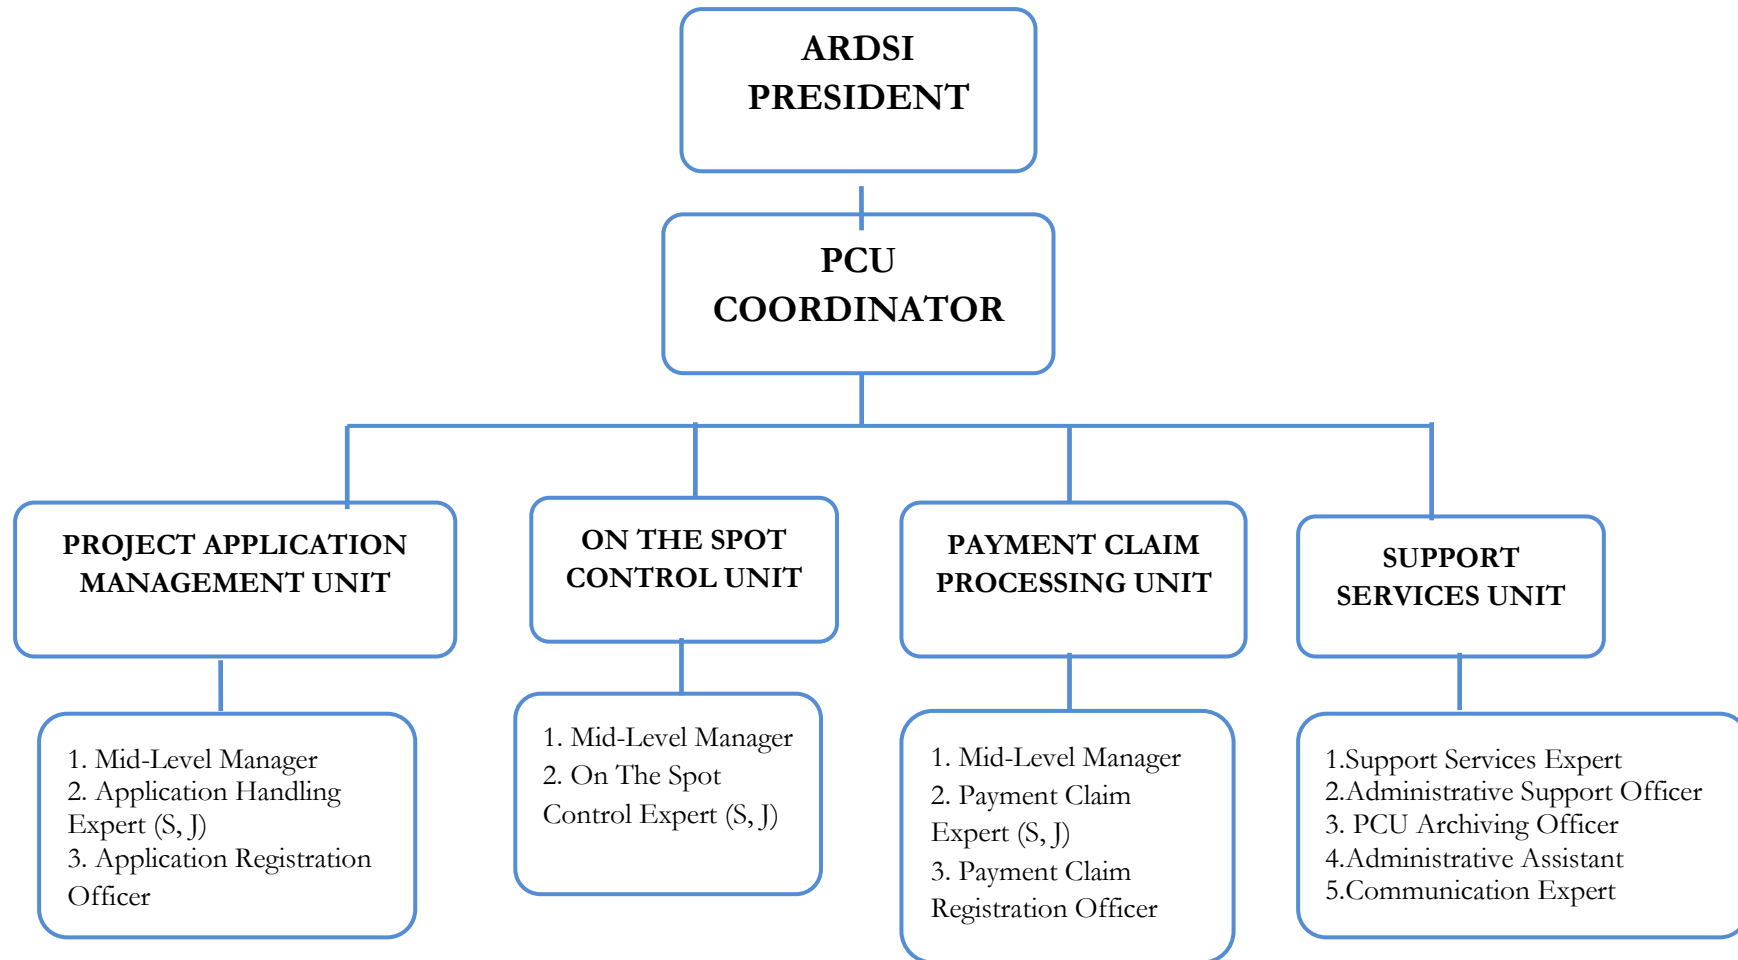 ARDSI
PRESIDENT
PCU
COORDINATOR
PROJECT APPLICATION
MANAGEMENT UNIT
ON THE SPOT
CONTROL UNIT
PAYMENT CLAIM
PROCESSING UNIT
SUPPORT
SERVICES UNIT
1. Mid-Level Manager
2. Application Handling
Expert (S, J)
3. Application Registration
Officer
1. Mid-Level Manager
2. On The Spot
Control Expert (S, J)
1. Mid-Level Manager
2. Payment Claim
Expert (S, J)
3. Payment Claim
Registration Officer
1.Support Services Expert
2.Administrative Support Officer
3. PCU Archiving Officer
4.Administrative Assistant
5.Communication Expert